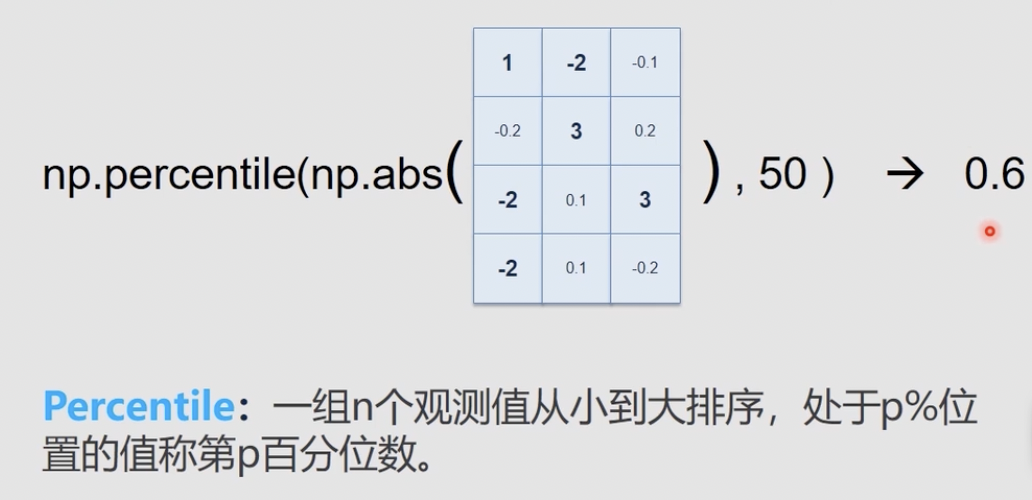 1 -2 -0.1
-0.2 3 0.2
np.percentile(np.abs( ) , 50 ) → 0.6
-2 0.1 3
-2 0.1 -0.2
Percentile：一组n个观测值从小到大排序，处于p%位
置的值称第p百分位数。